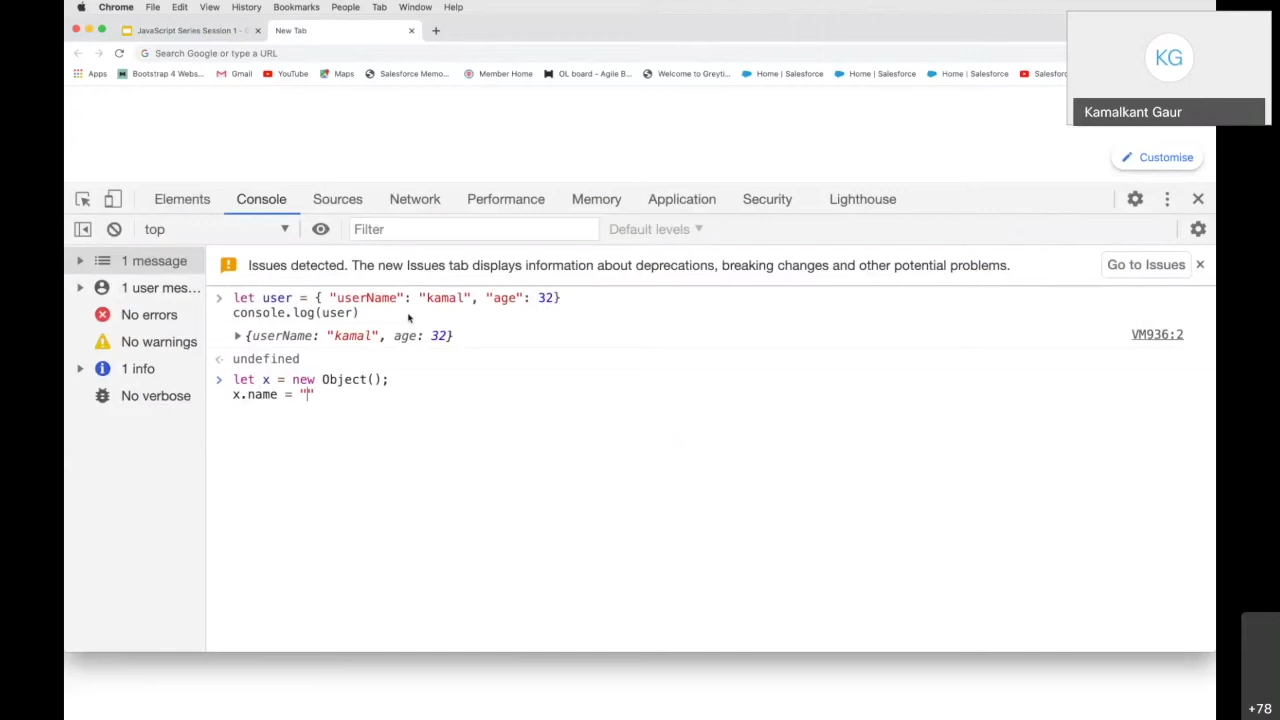 Chrome File Edit View History Bookmarks People Tab Window Help
JavaScript Series Session 1 - × New Tab × +
G Search Google or type a URL
Apps Bootstrap 4 Webs... Gmail YouTube Maps Salesforce Memo... Member Home OL board - Agile B... Welcome to Greyti... Home | Salesforce Home | Salesforce Home | Salesforce
KG
Kamalkant Gaur
Customise
Elements Console Sources Network Performance Memory Application Security Lighthouse
top Filter Default levels
1 message
Issues detected. The new Issues tab displays information about deprecations, breaking changes and other potential problems. Go to Issues
1 user mes...
No errors
No warnings
1 info
No verbose
let user = { "userName": "kamal", "age": 32}
console.log(user)
{userName: "kamal", age: 32} VM936:2
undefined
let x = new Object();
x.name = ""
+78